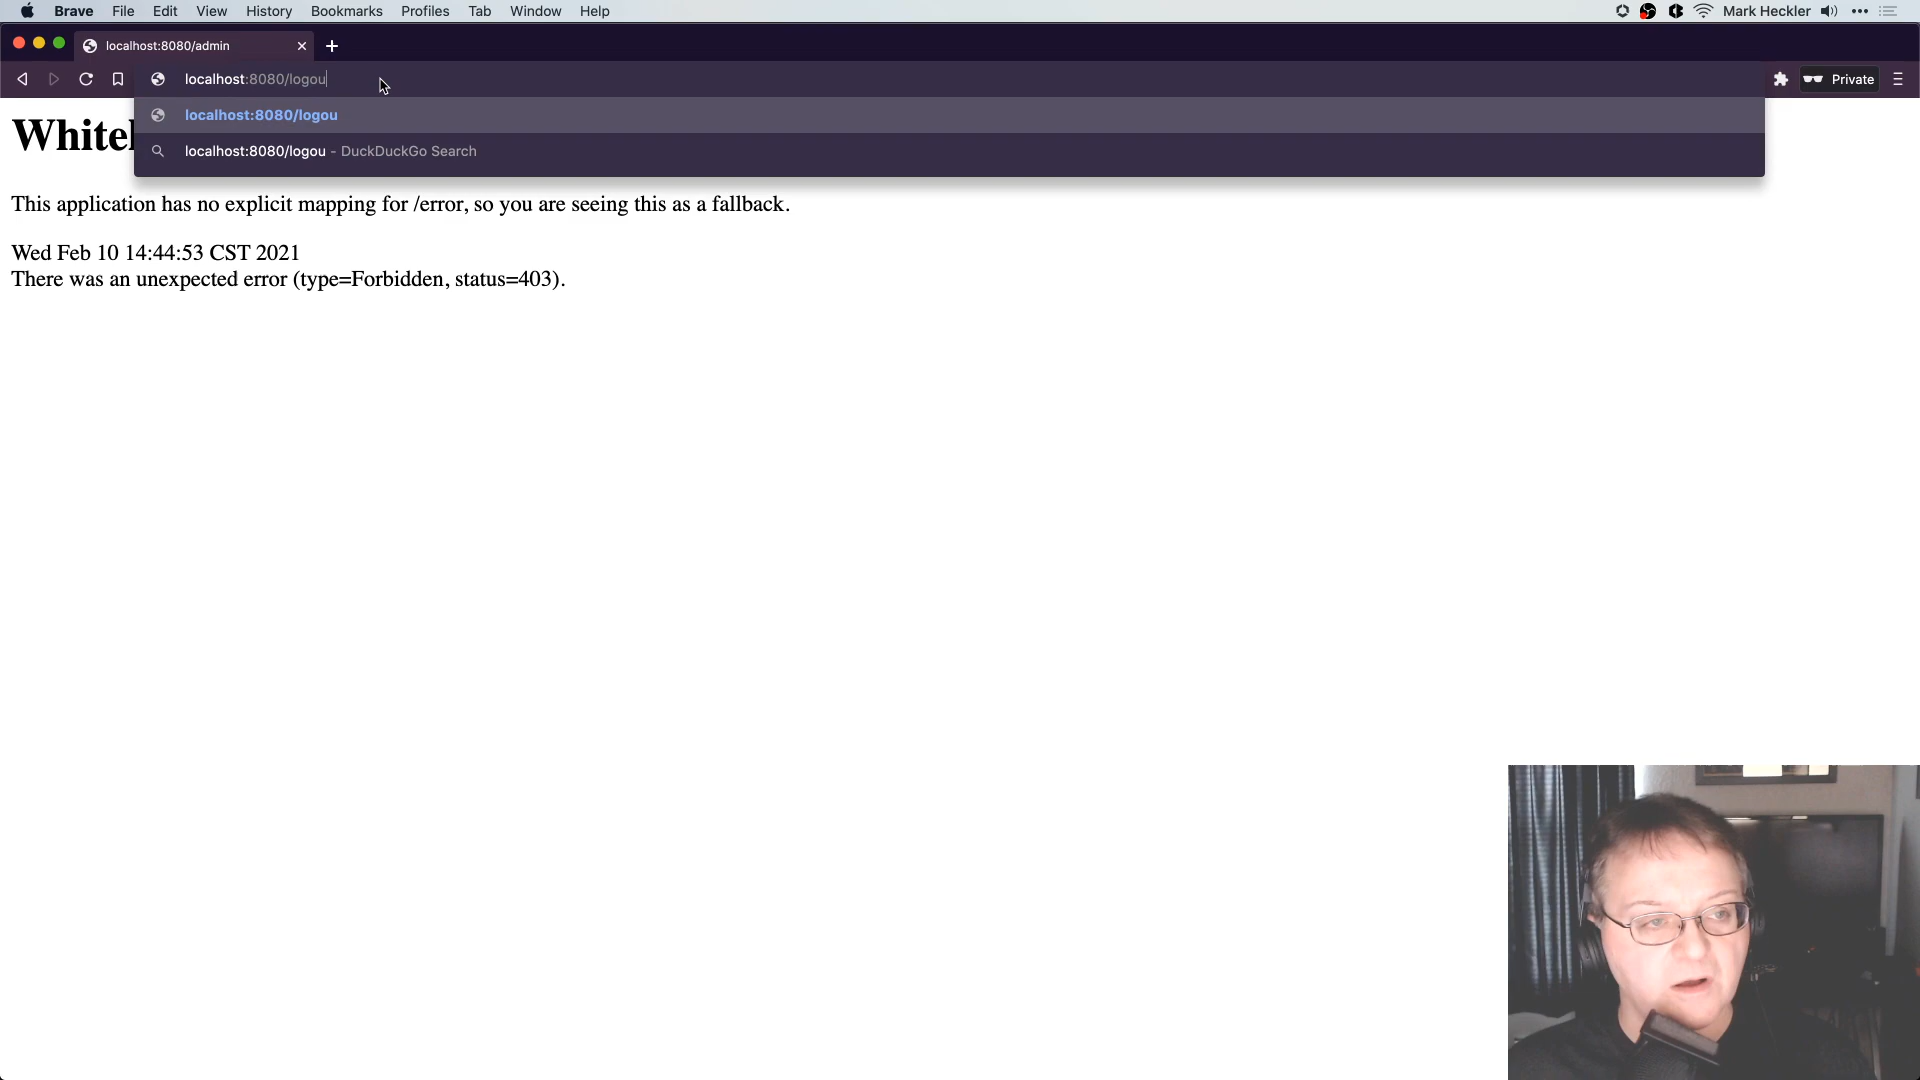 Brave File Edit View History Bookmarks Profiles Tab Window Help Mark Heckler
localhost:8080/admin
localhost:8080/logou Private
localhost:8080/logou
localhost:8080/logou - DuckDuckGo Search
This application has no explicit mapping for /error, so you are seeing this as a fallback.
Wed Feb 10 14:44:53 CST 2021
There was an unexpected error (type=Forbidden, status=403).